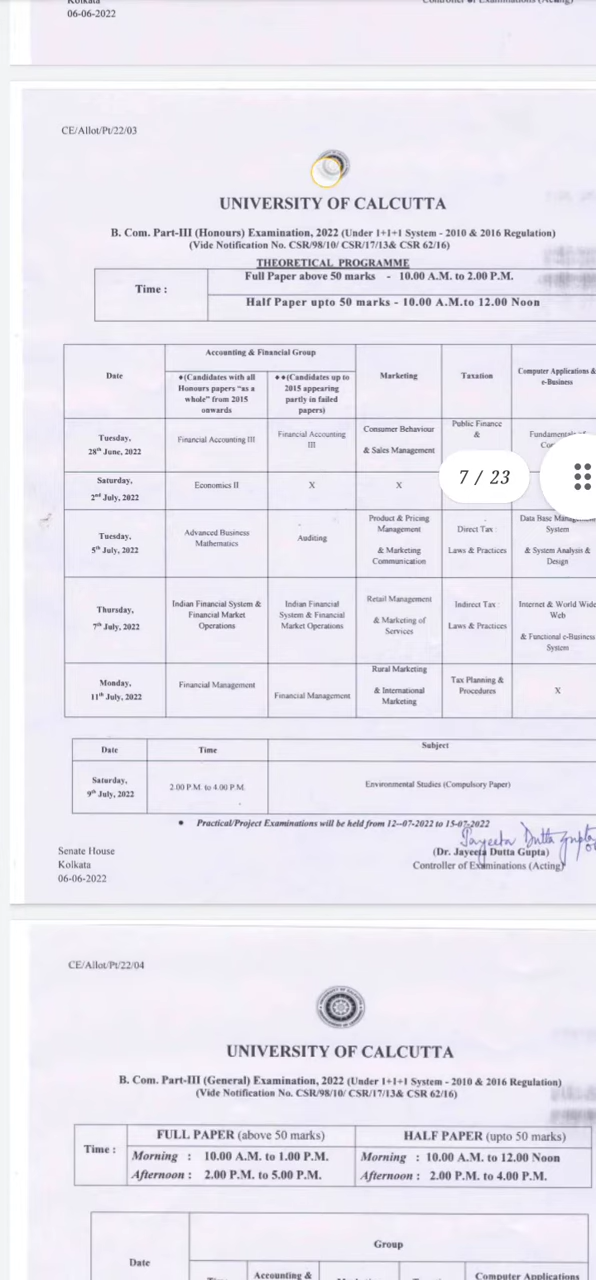 Kolkata
06-06-2022
CE/Allot/Pt/22/03
UNIVERSITY OF CALCUTTA
B. Com. Part-III (Honours) Examination, 2022 (Under 1+1+1 System - 2010 & 2016 Regulation)
(Vide Notification No. CSR/98/10/ CSR/17/13& CSR 62/16)
THEORETICAL PROGRAMME
Time :
Full Paper above 50 marks - 10.00 A.M. to 2.00 P.M.
Half Paper upto 50 marks - 10.00 A.M.to 12.00 Noon
Date
Accounting & Financial Group
●(Candidates with all
Honours papers "as a
whole" from 2015
onwards
●●(Candidates up to
2015 appearing
partly in failed
papers)
Marketing
Taxation
Computer Applications &
e-Business
Tuesday,
28th June, 2022
Financial Accounting III
Financial Accounting
III
Consumer Behaviour
& Sales Management
Public Finance
&
7 / 23
Saturday,
2nd July, 2022
Economics II
X
X
Tuesday,
5th July, 2022
Advanced Business
Mathematics
Auditing
Product & Pricing
Management
& Marketing
Communication
Direct Tax
Laws & Practices
Data Base
System
& System Analysis &
Design
Thursday,
7th July, 2022
Indian Financial System &
Financial Market
Operations
Indian Financial
System & Financial
Market Operations
Retail Management
& Marketing of
Services
Indirect Tax
Laws & Practices
Internet & World Wide
Web
& Functional e-Business
System
Monday,
11th July, 2022
Financial Management
Financial Management
Rural Marketing
& International
Marketing
Tax Planning &
Procedures
X
Date
Time
Subject
Saturday,
9th July, 2022
2.00 P.M. to 4.00 P.M.
Environmental Studies (Compulsory Paper)
● Practical/Project Examinations will be held from 12--07-2022 to 15-07-2022
Jayeeta Dutta Gupta
Senate House
Kolkata
06-06-2022
(Dr. Jayeeta Dutta Gupta)
Controller of Examinations (Acting)
CE/Allot/Pt/22/04
UNIVERSITY OF CALCUTTA
B. Com. Part-III (General) Examination, 2022 (Under 1+1+1 System - 2010 & 2016 Regulation)
(Vide Notification No. CSR/98/10/ CSR/17/13& CSR 62/16)
Time :
FULL PAPER (above 50 marks)
Morning : 10.00 A.M. to 1.00 P.M.
Afternoon : 2.00 P.M. to 5.00 P.M.
HALF PAPER (upto 50 marks)
Morning : 10.00 A.M. to 12.00 Noon
Afternoon : 2.00 P.M. to 4.00 P.M.
Date
Group
Accounting &
Computer Applications